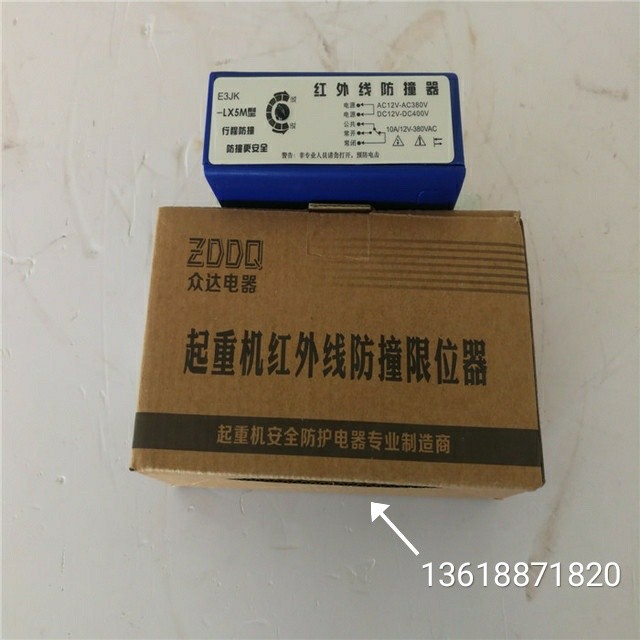 红外线防撞器
E3JK
-LX5M型
行程防撞
防撞更安全
电源
AC12V-AC380V
电源
DC12V-DC400V
公共
常开
10A/12V-380VAC
常闭
警告：非专业人员请勿打开，预防电击
ZDDQ
众达电器
起重机红外线防撞限位器
起重机安全防护电器专业制造商
13618871820